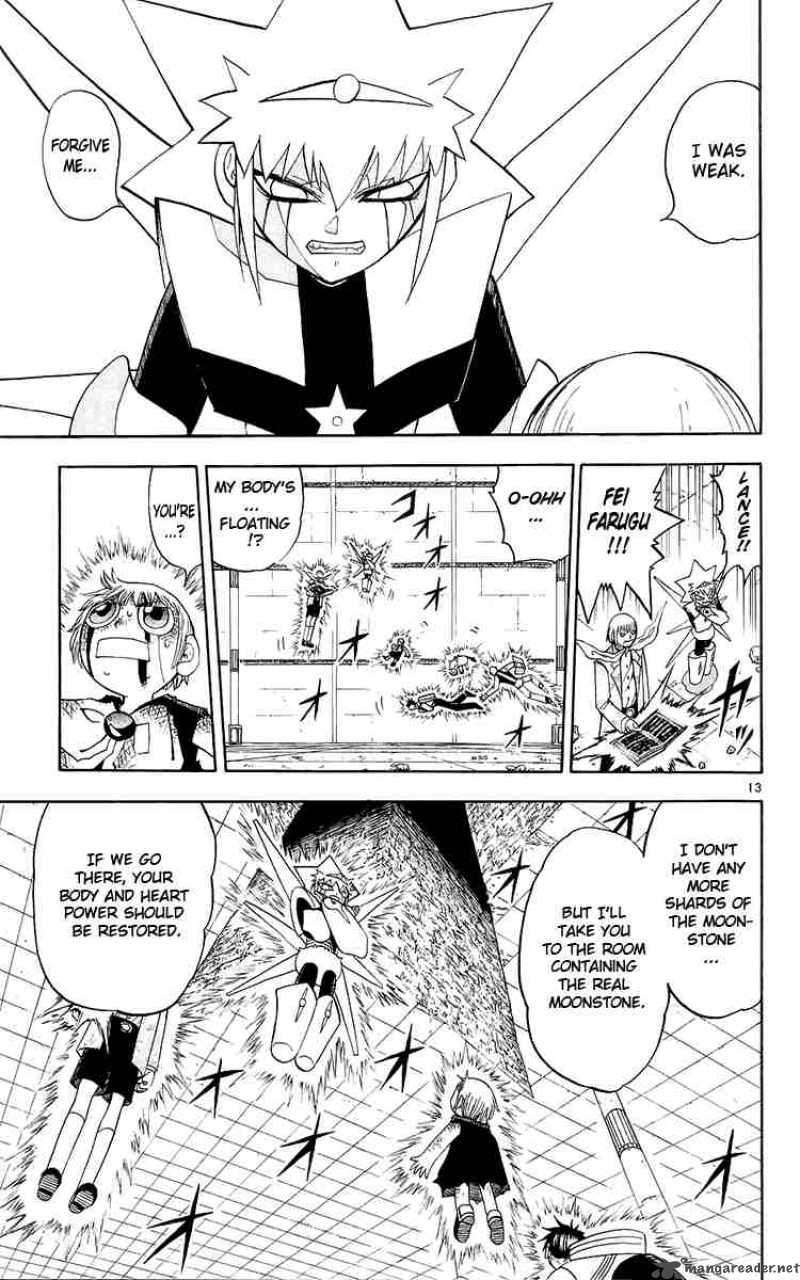 I WAS
WEAK.
FORGIVE
ME...
LANCE!!
FEI
FARUGU
!!!
O-OHH
...
MY BODY'S
...
FLOATING
!?
YOU'RE
...?
13
I DON'T
HAVE ANY
MORE
SHARDS OF
THE MOON-
STONE
...
BUT I'LL
TAKE YOU
TO THE ROOM
CONTAINING
THE REAL
MOONSTONE.
IF WE GO
THERE, YOUR
BODY AND HEART
POWER SHOULD
BE RESTORED.
mangareader.net